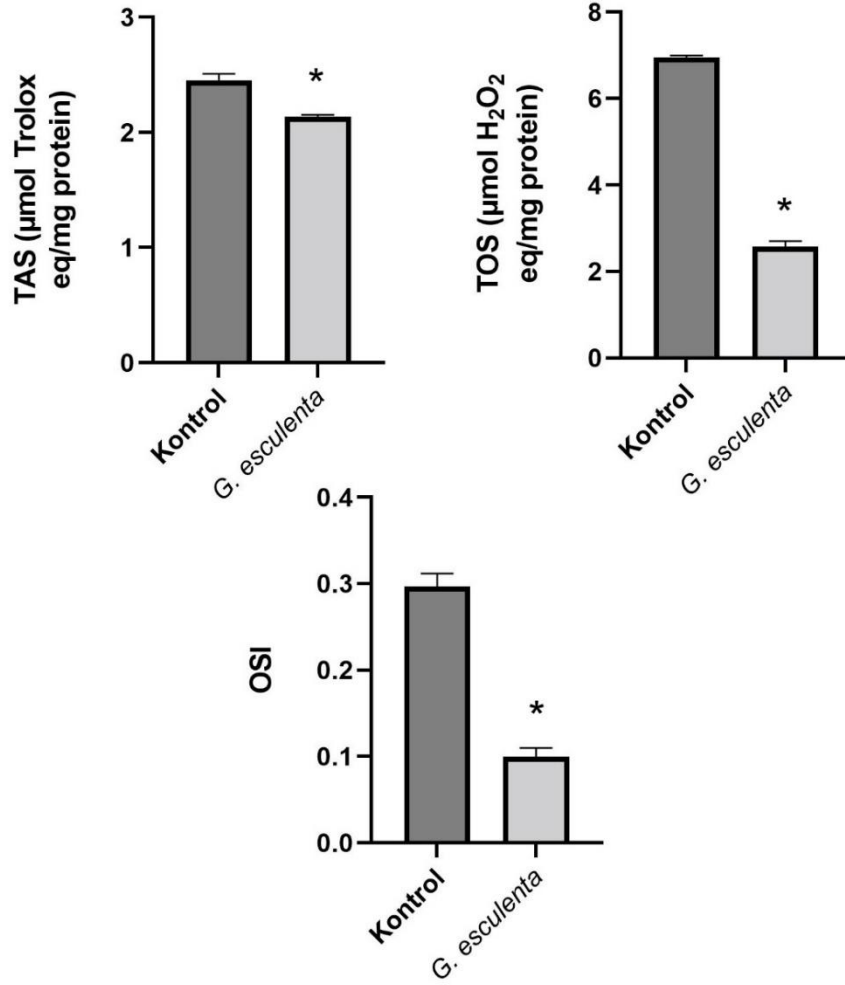 TAS (µmol Trolox
eq/mg protein)
3
2
1
0
*
Kontrol
G. esculenta
TOS (µmol H₂O₂
eq/mg protein)
8
6
4
2
0
*
Kontrol
G. esculenta
OSI
0.4
0.3
0.2
0.1
0.0
*
Kontrol
G. esculenta